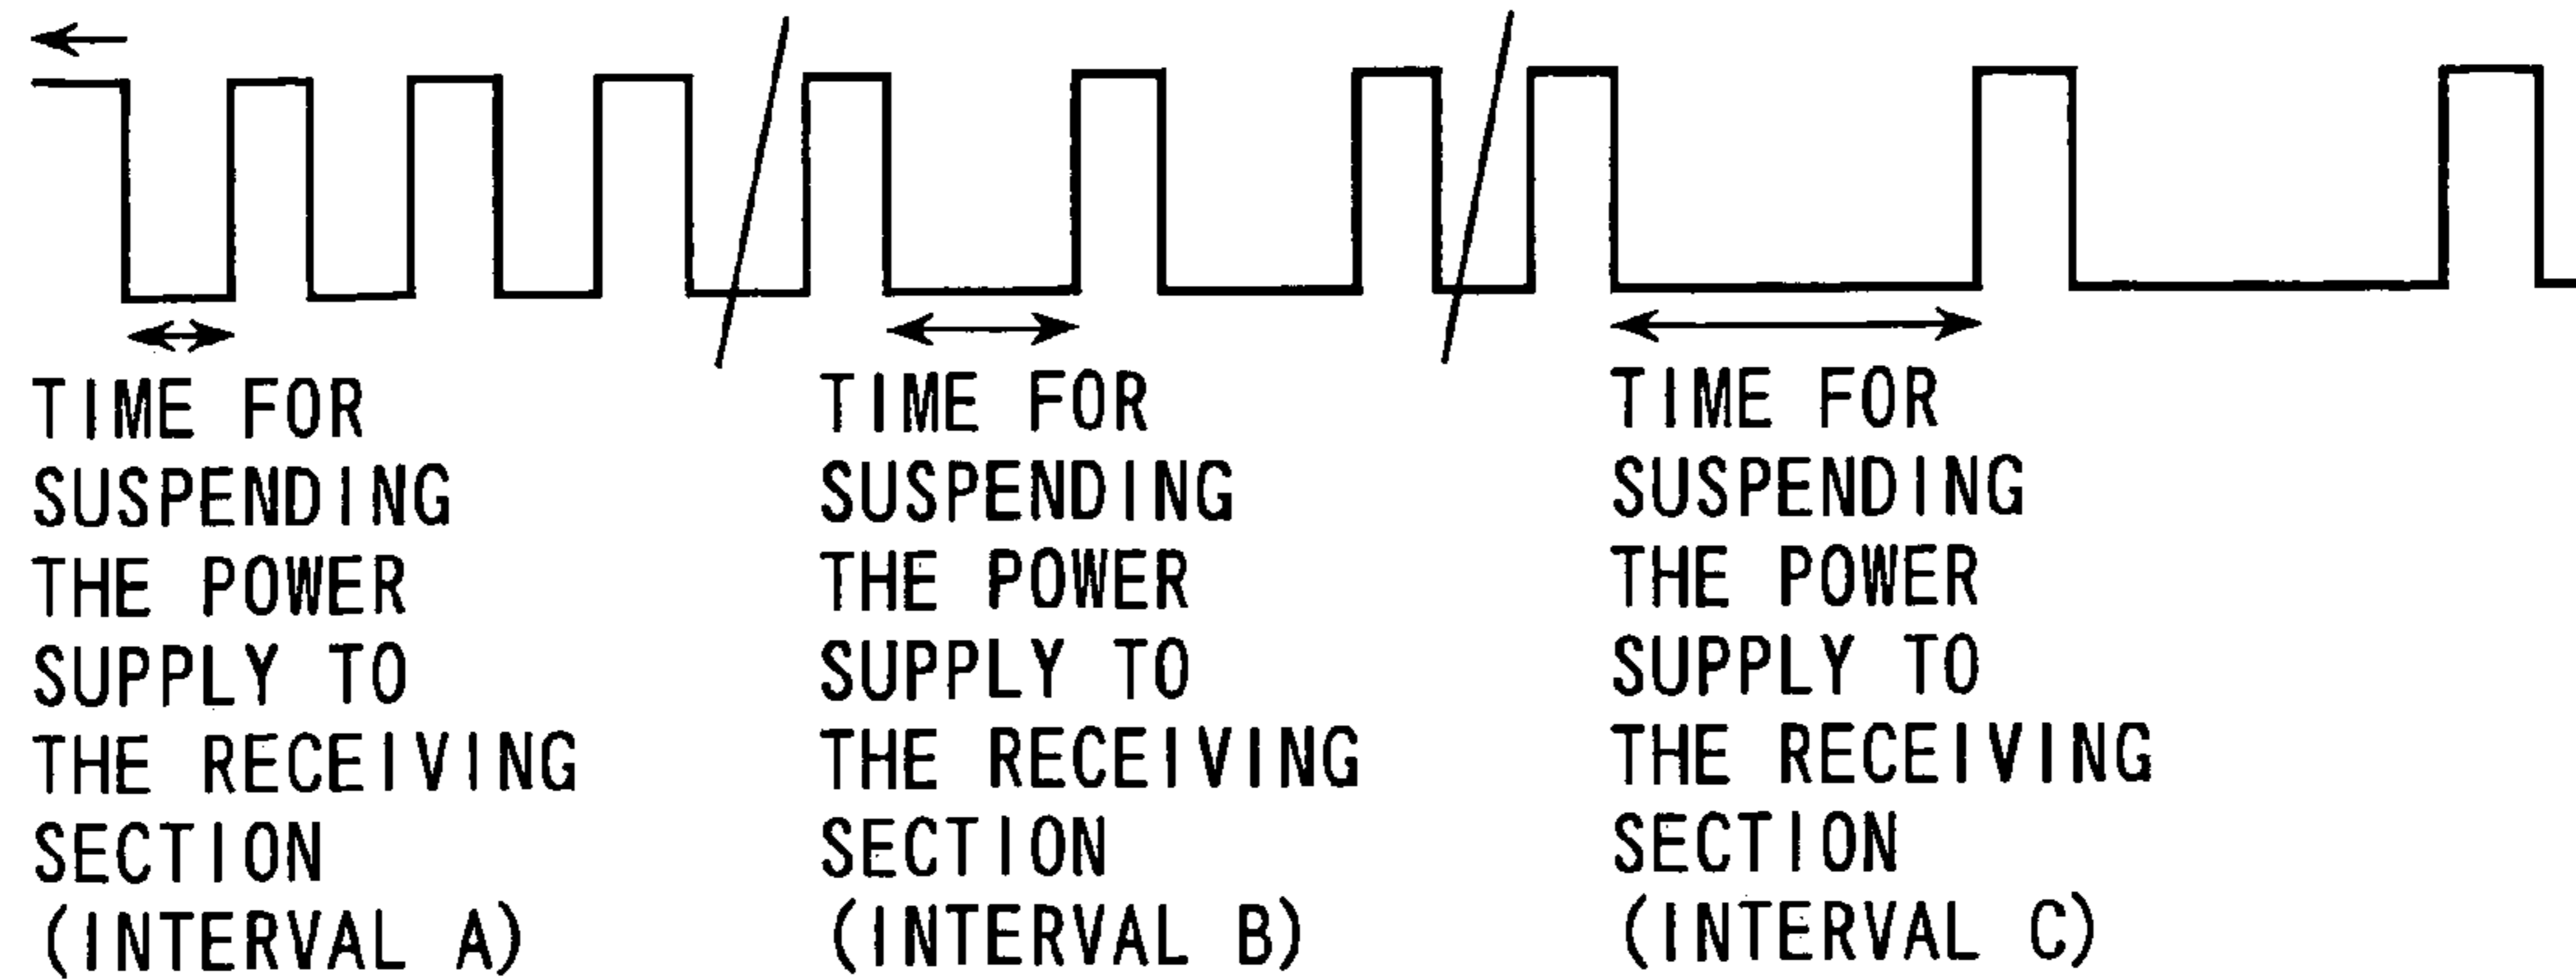 TIME FOR
SUSPENDING
THE POWER
SUPPLY TO
THE RECEIVING
SECTION
(INTERVAL A)
TIME FOR
SUSPENDING
THE POWER
SUPPLY TO
THE RECEIVING
SECTION
(INTERVAL B)
TIME FOR
SUSPENDING
THE POWER
SUPPLY TO
THE RECEIVING
SECTION
(INTERVAL C)